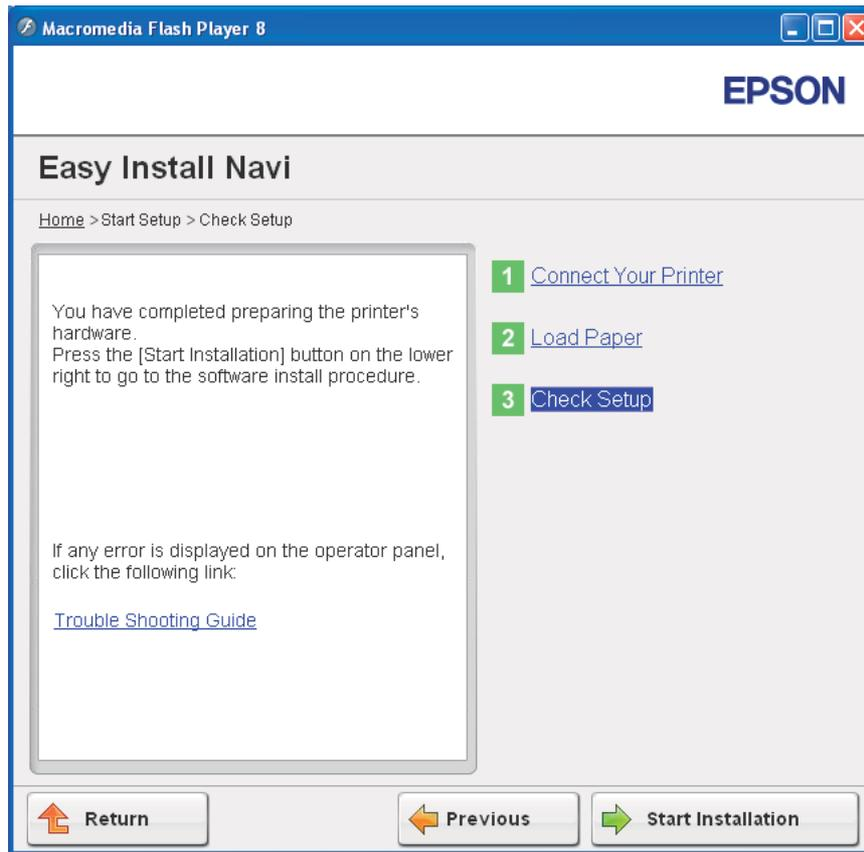 Macromedia Flash Player 8
EPSON
Easy Install Navi
Home > Start Setup > Check Setup
You have completed preparing the printer's
hardware.
Press the [Start Installation] button on the lower
right to go to the software install procedure.
If any error is displayed on the operator panel,
click the following link:
Trouble Shooting Guide
1 Connect Your Printer
2 Load Paper
3 Check Setup
Return
Previous
Start Installation